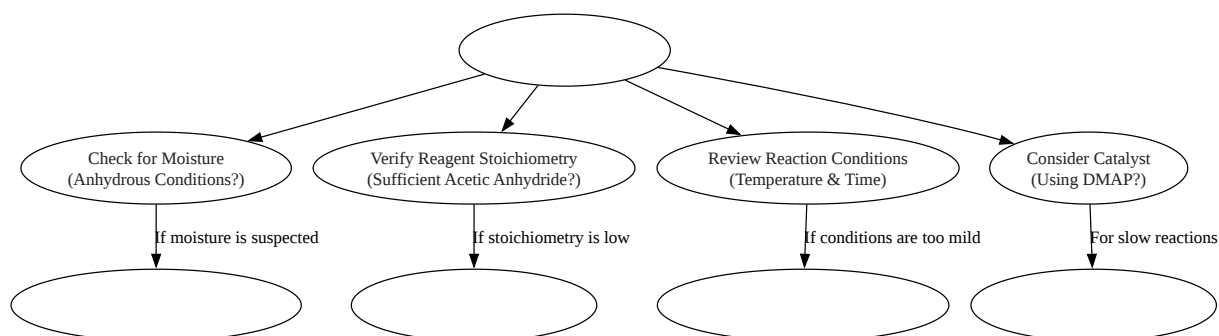 Check for Moisture
(Anhydrous Conditions?)
Verify Reagent Stoichiometry
(Sufficient Acetic Anhydride?)
Review Reaction Conditions
(Temperature & Time)
Consider Catalyst
(Using DMAP?)
If moisture is suspected
If stoichiometry is low
If conditions are too mild
For slow reactions